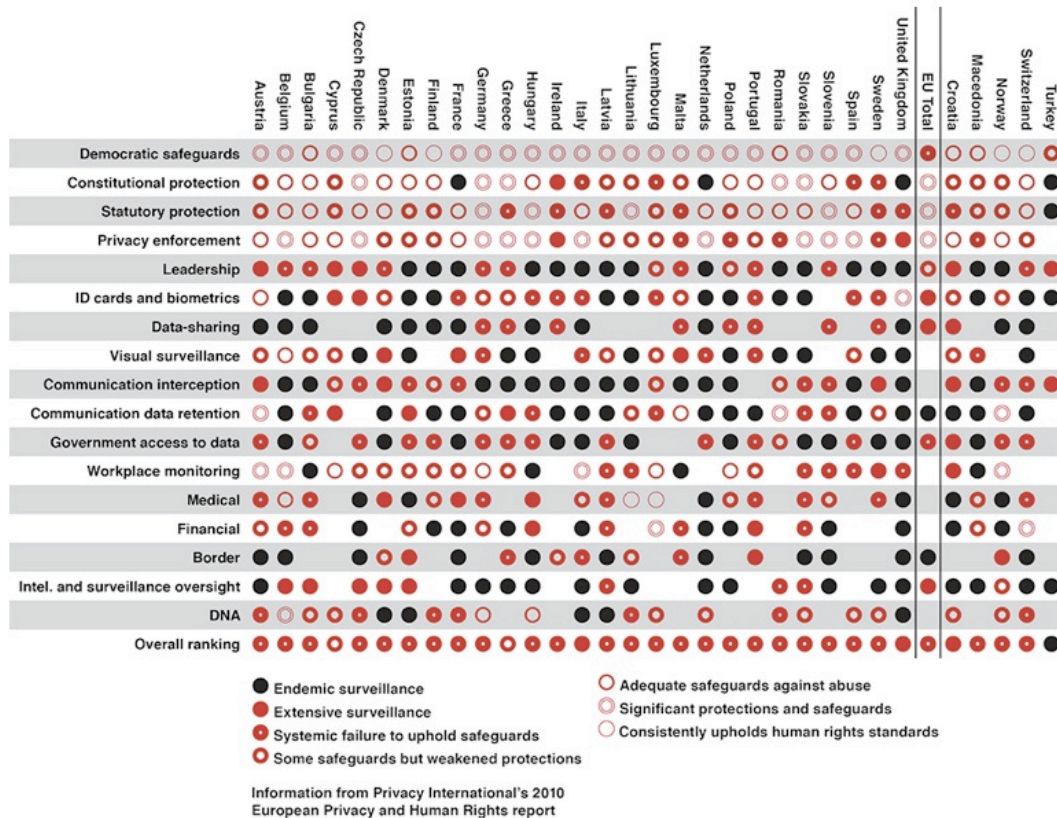 Austria
Belgium
Bulgaria
Cyprus
Czech Republic
Denmark
Estonia
Finland
France
Germany
Greece
Hungary
Ireland
Italy
Latvia
Lithuania
Luxembourg
Malta
Netherlands
Poland
Portugal
Romania
Slovakia
Slovenia
Spain
Sweden
United Kingdom
EU Total
Croatia
Macedonia
Norway
Switzerland
Turkey
Democratic safeguards
Constitutional protection
Statutory protection
Privacy enforcement
Leadership
ID cards and biometrics
Data-sharing
Visual surveillance
Communication interception
Communication data retention
Government access to data
Workplace monitoring
Medical
Financial
Border
Intel. and surveillance oversight
DNA
Overall ranking
Endemic surveillance
Extensive surveillance
Systemic failure to uphold safeguards
Some safeguards but weakened protections
Adequate safeguards against abuse
Significant protections and safeguards
Consistently upholds human rights standards
Information from Privacy International's 2010
European Privacy and Human Rights report